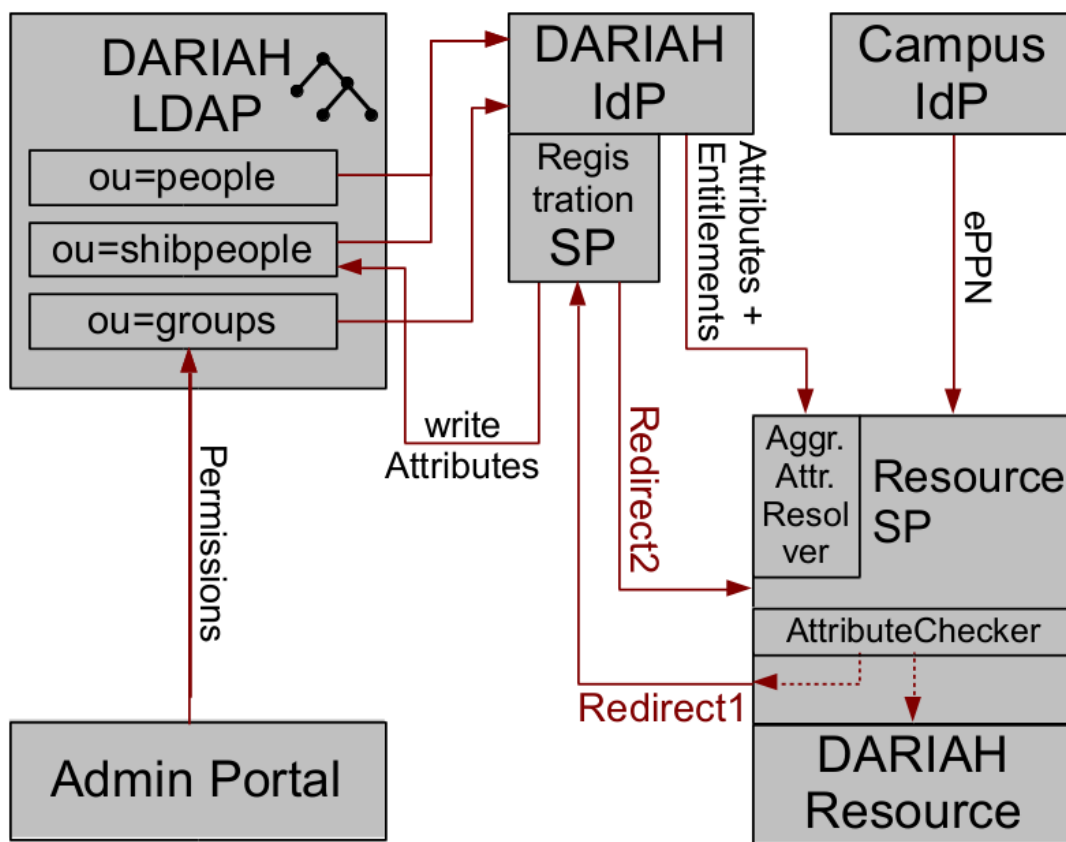 DARIAH
LDAP
ou=people
ou=shibpeople
ou=groups
DARIAH
IdP
Regis
tration
SP
Campus
IdP
Attributes +
Entitlements
ePPN
write
Attributes
Redirect2
Permissions
Aggr.
Attr.
Resol
ver
Resource
SP
AttributeChecker
Redirect1
Admin Portal
DARIAH
Resource